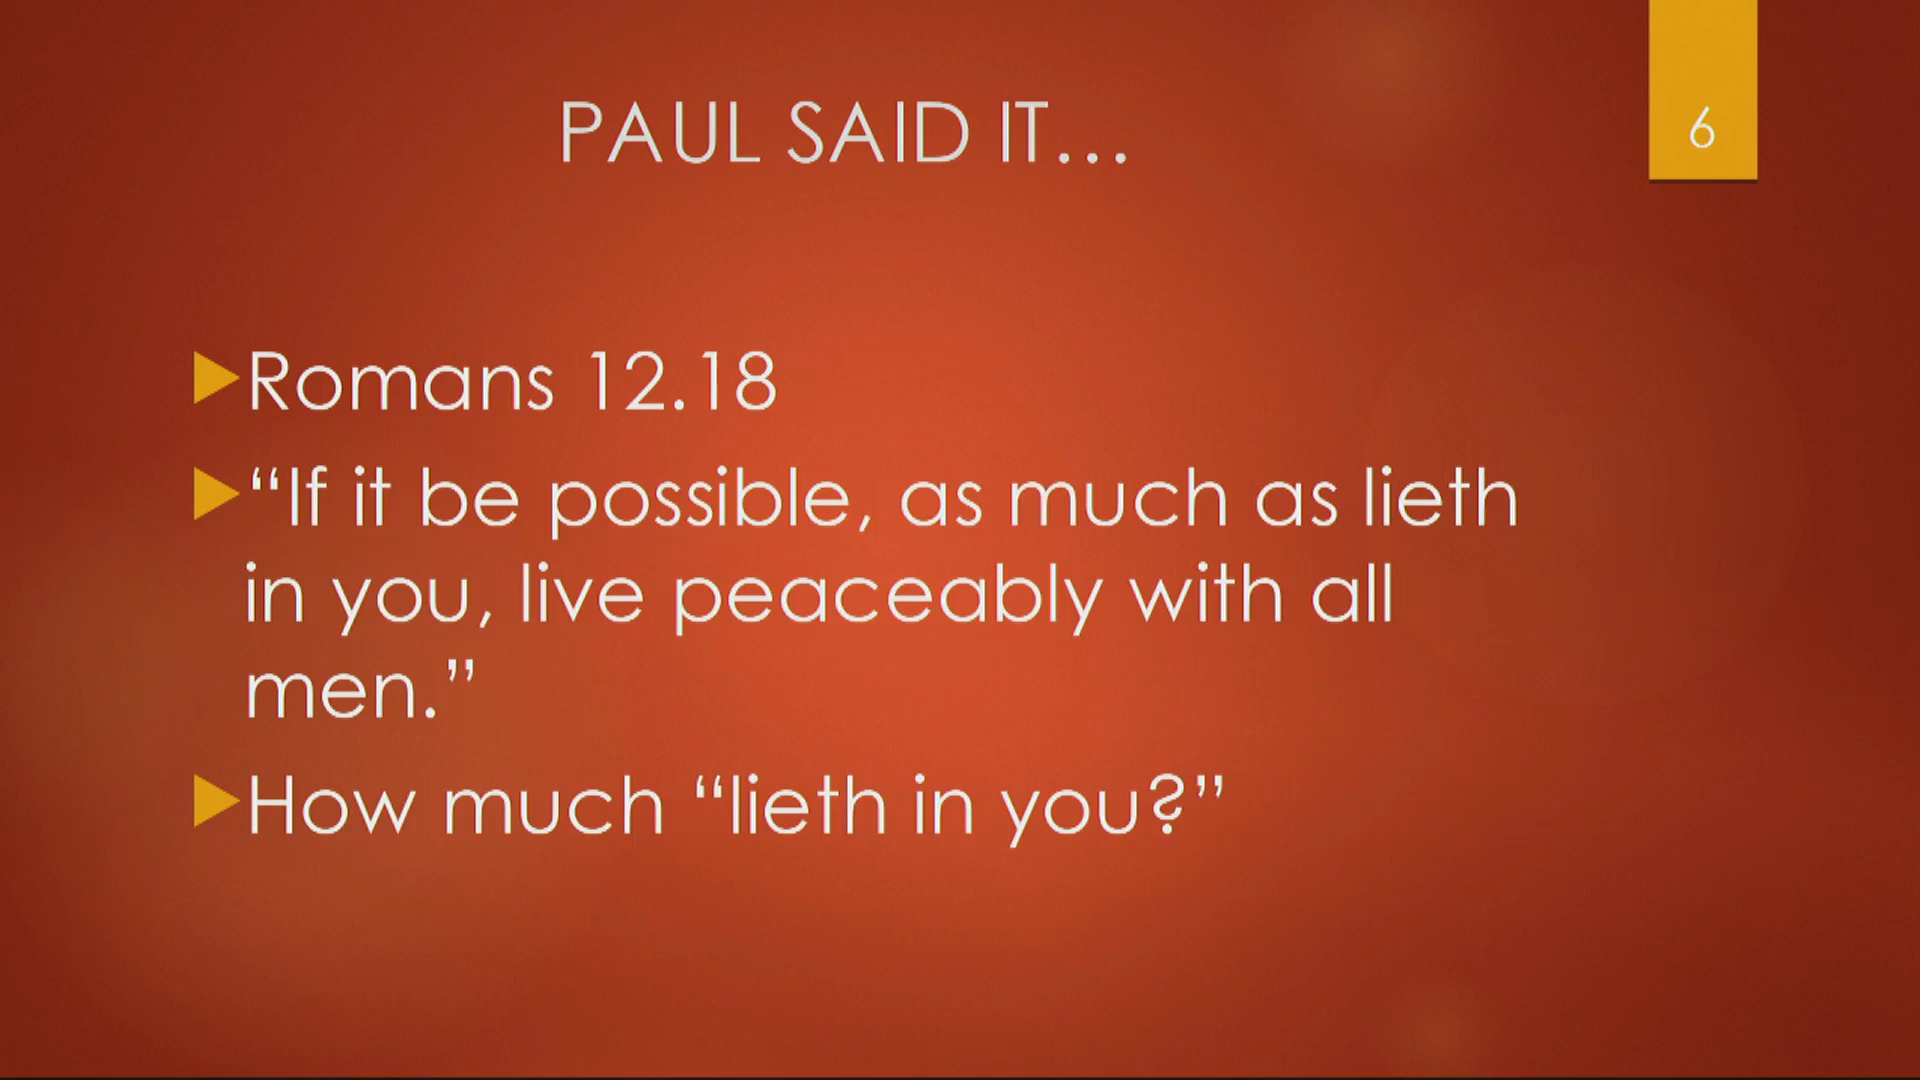 PAUL SAID IT...
6
Romans 12.18
“If it be possible, as much as lieth
in you, live peaceably with all
men.”
How much “lieth in you?”